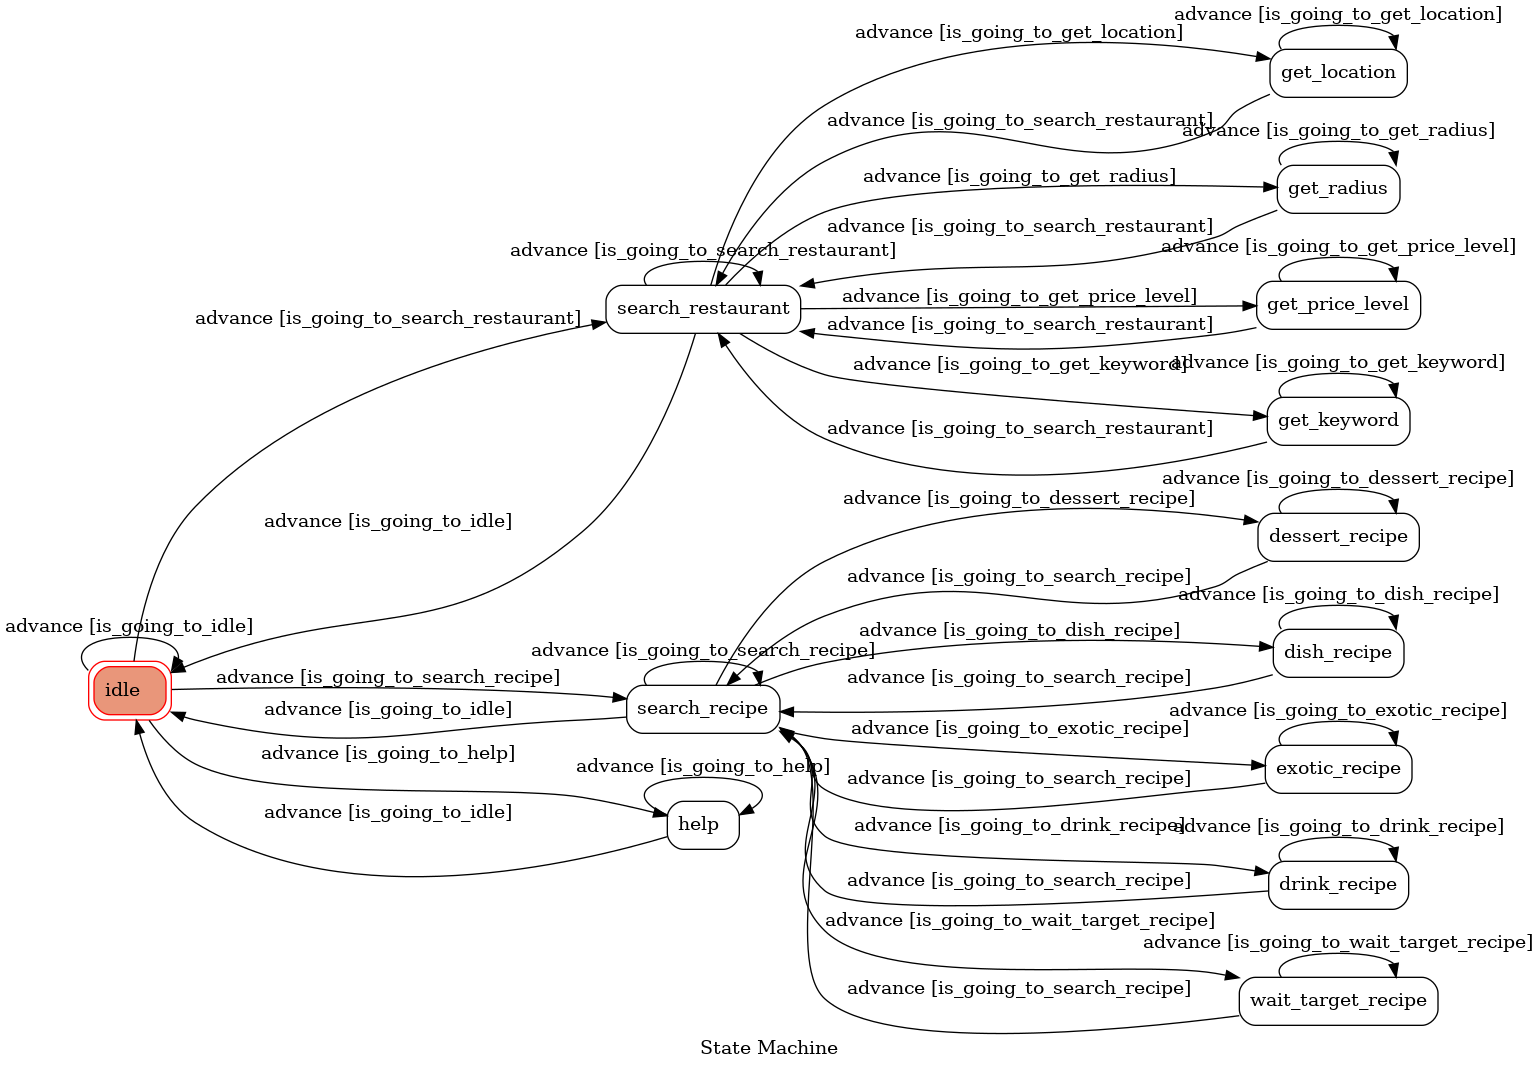 advance [is_going_to_get_location]
advance [is_going_to_get_location]
get_location
advance [is_going_to_search_restaurant]
advance [is_going_to_get_radius]
advance [is_going_to_get_radius]
get_radius
advance [is_going_to_search_restaurant]
advance [is_going_to_search_restaurant]
advance [is_going_to_get_price_level]
advance [is_going_to_get_price_level]
get_price_level
search_restaurant
advance [is_going_to_search_restaurant]
advance [is_going_to_search_restaurant]
advance [is_going_to_get_keyword]
advance [is_going_to_get_keyword]
get_keyword
advance [is_going_to_search_restaurant]
advance [is_going_to_dessert_recipe]
advance [is_going_to_dessert_recipe]
advance [is_going_to_idle]
dessert_recipe
advance [is_going_to_search_recipe]
advance [is_going_to_dish_recipe]
advance [is_going_to_idle]
advance [is_going_to_dish_recipe]
advance [is_going_to_search_recipe]
dish_recipe
advance [is_going_to_search_recipe]
advance [is_going_to_search_recipe]
idle
search_recipe
advance [is_going_to_idle]
advance [is_going_to_exotic_recipe]
advance [is_going_to_exotic_recipe]
advance [is_going_to_help]
advance [is_going_to_help]
exotic_recipe
advance [is_going_to_search_recipe]
advance [is_going_to_idle]
help
advance [is_going_to_drink_recipe]
advance [is_going_to_drink_recipe]
advance [is_going_to_search_recipe]
drink_recipe
advance [is_going_to_wait_target_recipe]
advance [is_going_to_wait_target_recipe]
advance [is_going_to_search_recipe]
wait_target_recipe
State Machine